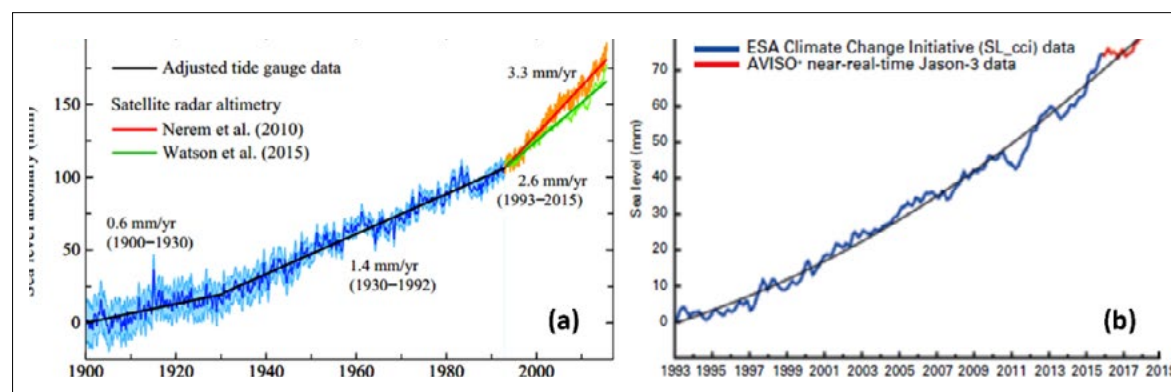 Adjusted tide gauge data
Satellite radar altimetry
Nerem et al. (2010)
Watson et al. (2015)
3.3 mm/yr
2.6 mm/yr
(1993–2015)
0.6 mm/yr
(1900–1930)
1.4 mm/yr
(1930–1992)
150
100
50
0
1900 1920 1940 1960 1980 2000
(a)
ESA Climate Change Initiative (SL_cci) data
AVISO+ near-real-time Jason-3 data
Sea level (mm)
70
60
50
40
30
20
10
0
1993 1995 1997 1999 2001 2003 2005 2007 2009 2011 2013 2015 2017
(b)